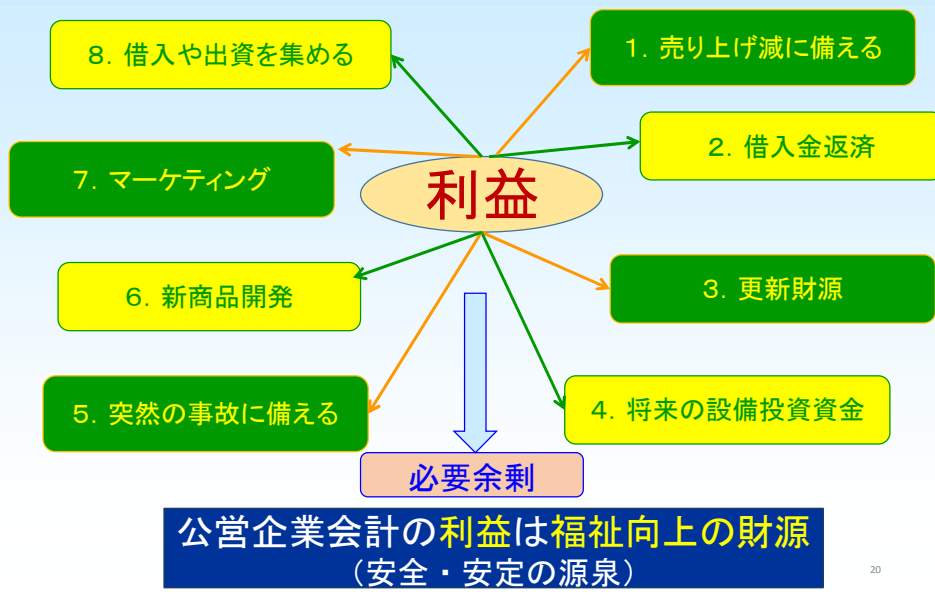 8．借入や出資を集める
1．売り上げ減に備える
2．借入金返済
7．マーケティング
利益
6．新商品開発
3．更新財源
5．突然の事故に備える
4．将来の設備投資資金
必要余剰
公営企業会計の利益は福祉向上の財源
（安全・安定の源泉）
20